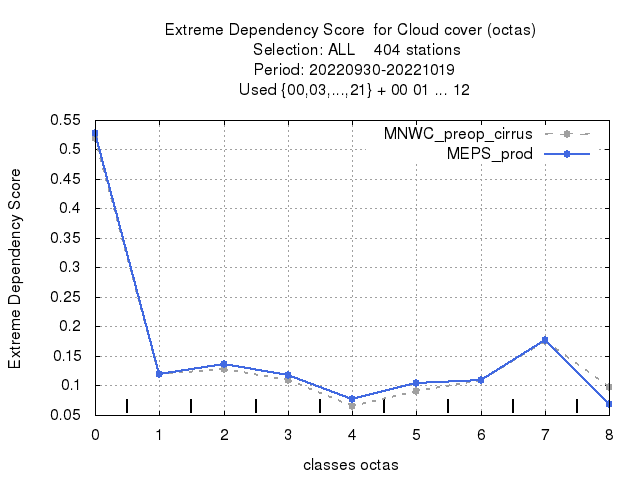 Extreme Dependency Score  for Cloud cover (octas)
Selection: ALL    404 stations
Period: 20220930-20221019
Used {00,03,...,21} + 00 01 ... 12
MNWC_preop_cirrus
MEPS_prod
Extreme Dependency Score
0.55
0.5
0.45
0.4
0.35
0.3
0.25
0.2
0.15
0.1
0.05
0 1 2 3 4 5 6 7 8
classes octas